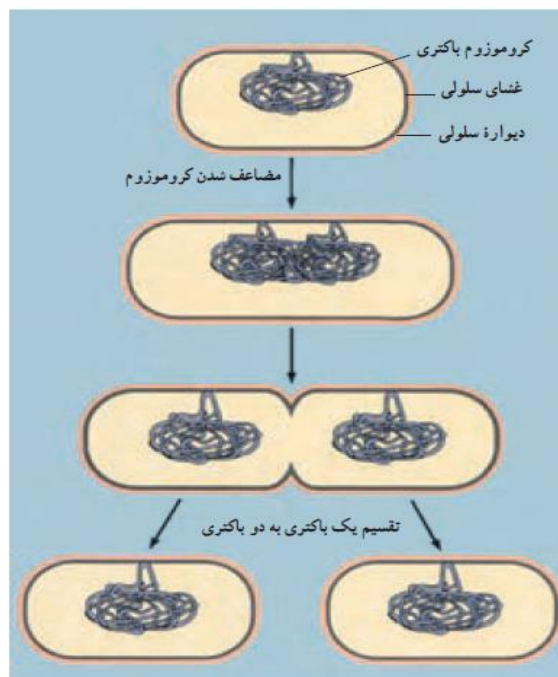 کروموزوم باکتری
غشای سلولی
دیوارهٔ سلولی
مضاعف شدن کروموزوم
تقسیم یک باکتری به دو باکتری